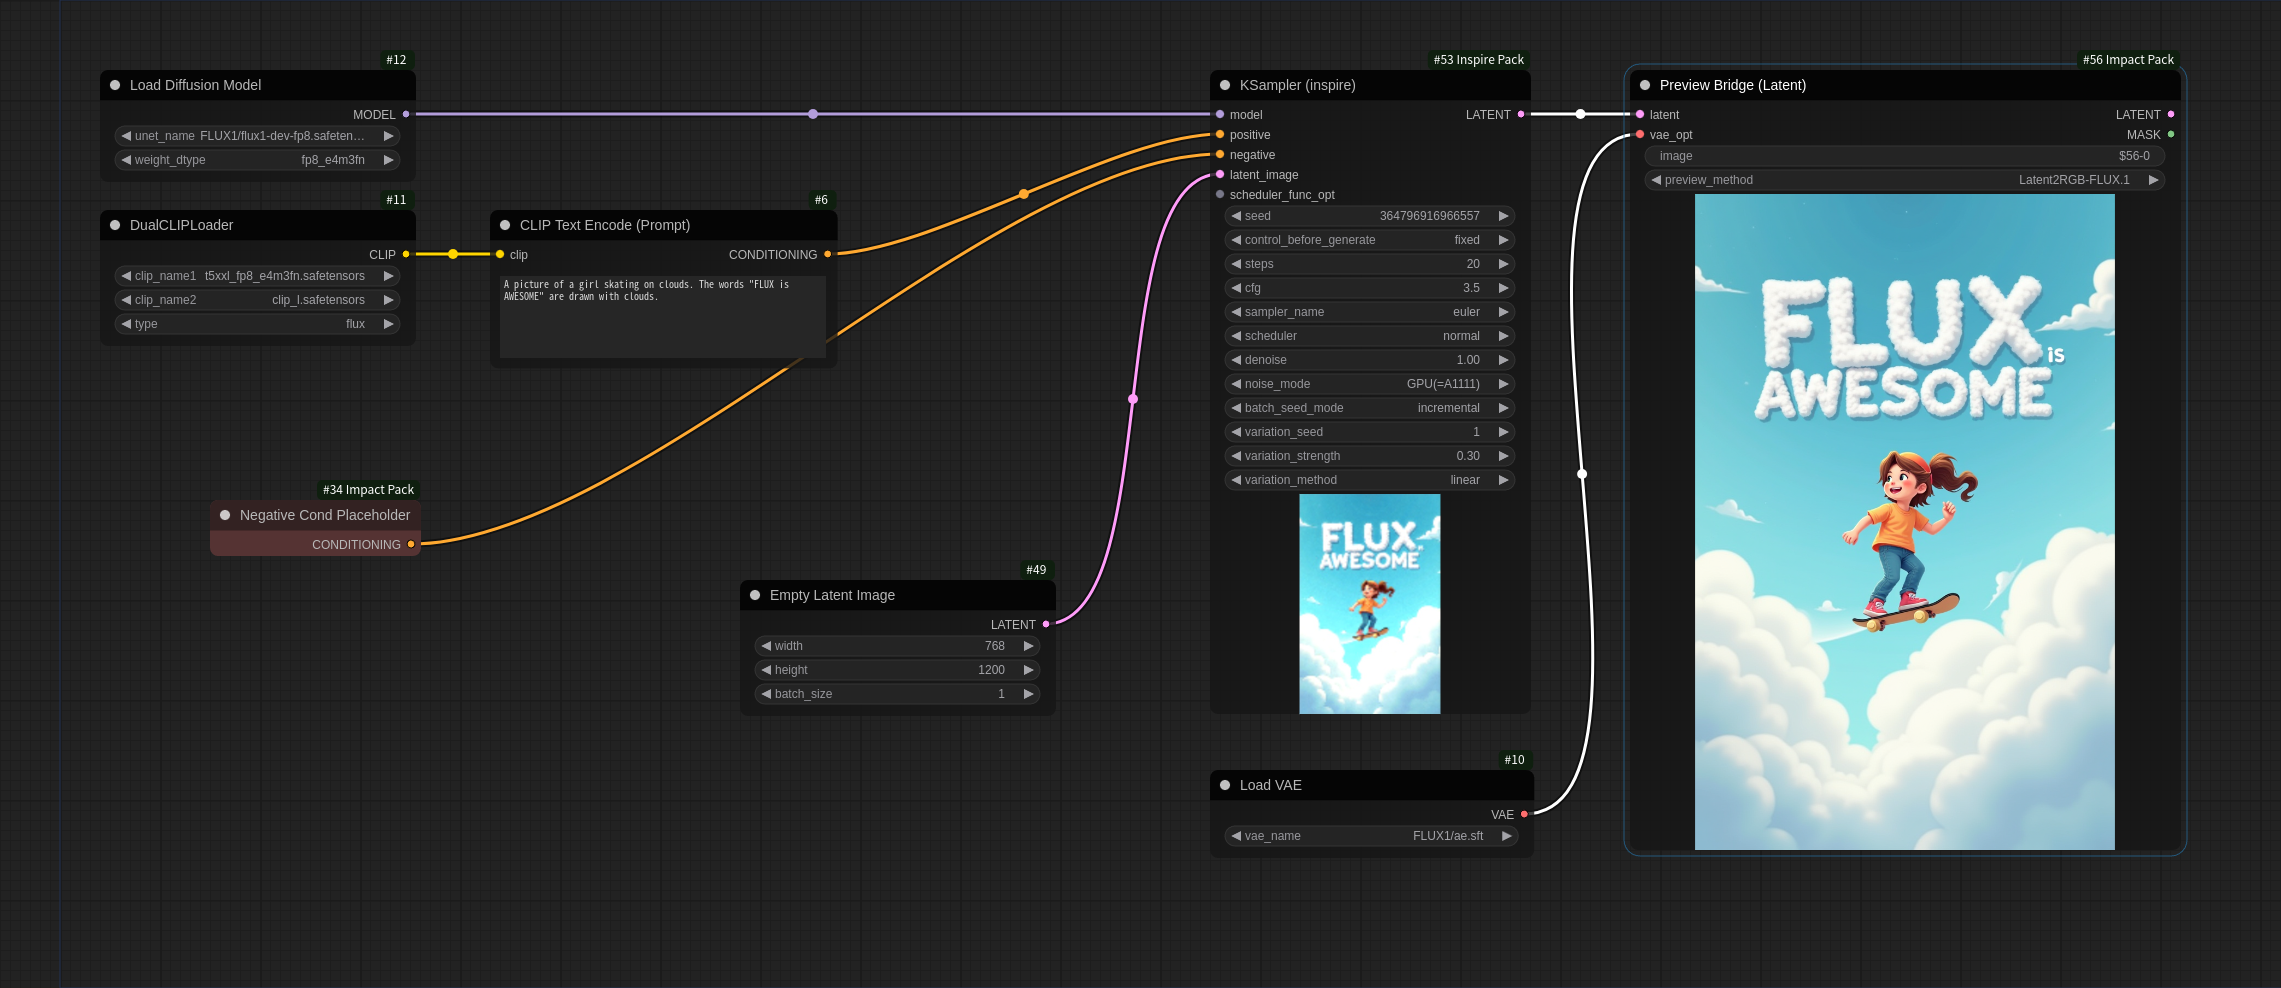 #12
Load Diffusion Model
MODEL
unet_name FLUX1/flux1-dev-fp8.safeten…
weight_dtype fp8_e4m3fn
#11
DualCLIPLoader
CLIP
clip_name1 t5xxl_fp8_e4m3fn.safetensors
clip_name2 clip_l.safetensors
type flux
#6
CLIP Text Encode (Prompt)
clip CONDITIONING
A picture of a girl skating on clouds. The words "FLUX is
AWESOME" are drawn with clouds.
#34 Impact Pack
Negative Cond Placeholder
CONDITIONING
#49
Empty Latent Image
LATENT
width 768
height 1200
batch_size 1
#53 Inspire Pack
KSampler (inspire)
model LATENT
positive
negative
latent_image
scheduler_func_opt
seed 364796916966557
control_before_generate fixed
steps 20
cfg 3.5
sampler_name euler
scheduler normal
denoise 1.00
noise_mode GPU(=A1111)
batch_seed_mode incremental
variation_seed 1
variation_strength 0.30
variation_method linear
FLUX
AWESOME
#10
Load VAE
VAE
vae_name FLUX1/ae.sft
#56 Impact Pack
Preview Bridge (Latent)
latent LATENT
vae_opt MASK
image $56-0
preview_method Latent2RGB-FLUX.1
FLUX
is
AWESOME